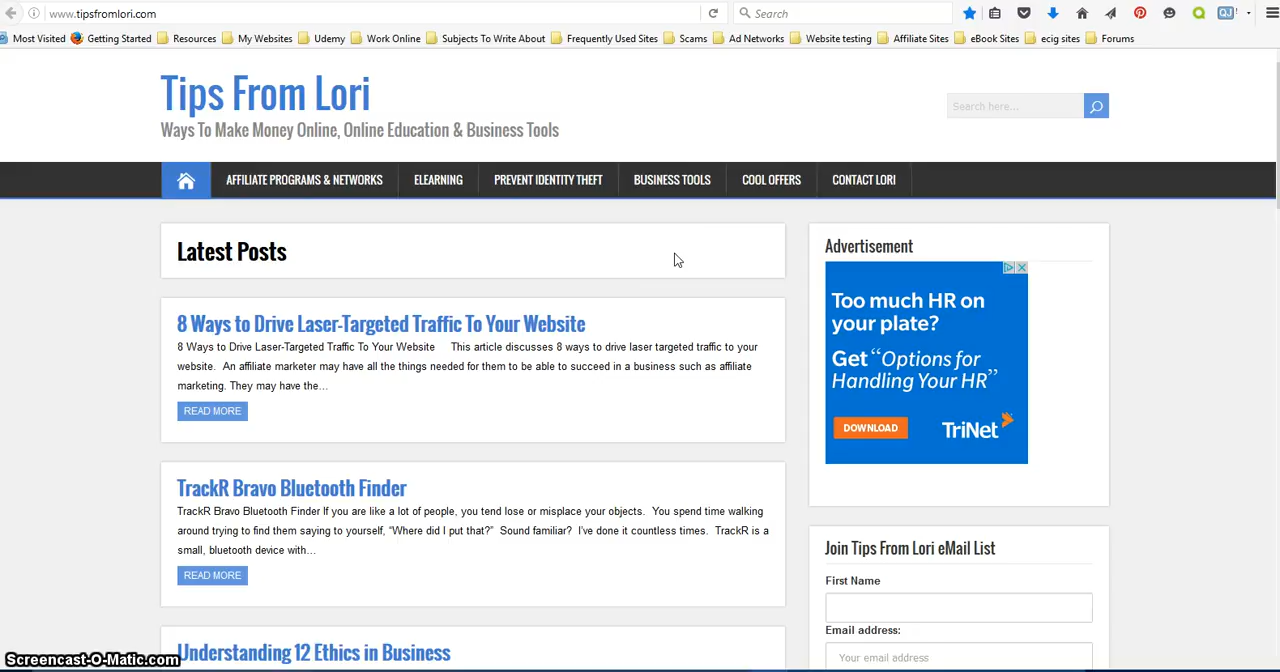 www.tipsfromlori.com
Search
Most Visited Getting Started Resources My Websites Udemy Work Online Subjects To Write About Frequently Used Sites Scams Ad Networks Website testing Affiliate Sites eBook Sites ecig sites Forums
Tips From Lori
Ways To Make Money Online, Online Education & Business Tools
Search here...
AFFILIATE PROGRAMS & NETWORKS ELEARNING PREVENT IDENTITY THEFT BUSINESS TOOLS COOL OFFERS CONTACT LORI
Latest Posts
8 Ways to Drive Laser-Targeted Traffic To Your Website
8 Ways to Drive Laser-Targeted Traffic To Your Website This article discusses 8 ways to drive laser targeted traffic to your
website. An affiliate marketer may have all the things needed for them to be able to succeed in a business such as affiliate
marketing. They may have the...
READ MORE
TrackR Bravo Bluetooth Finder
TrackR Bravo Bluetooth Finder If you are like a lot of people, you tend lose or misplace your objects. You spend time walking
around trying to find them saying to yourself, “Where did I put that?” Sound familiar? I've done it countless times. TrackR is a
small, bluetooth device with...
READ MORE
Understanding 12 Ethics in Business
Advertisement
Too much HR on
your plate?
Get “Options for
Handling Your HR”
DOWNLOAD
TriNet
Join Tips From Lori eMail List
First Name
Email address:
Your email address
Screencast-O-Matic.com
QJ